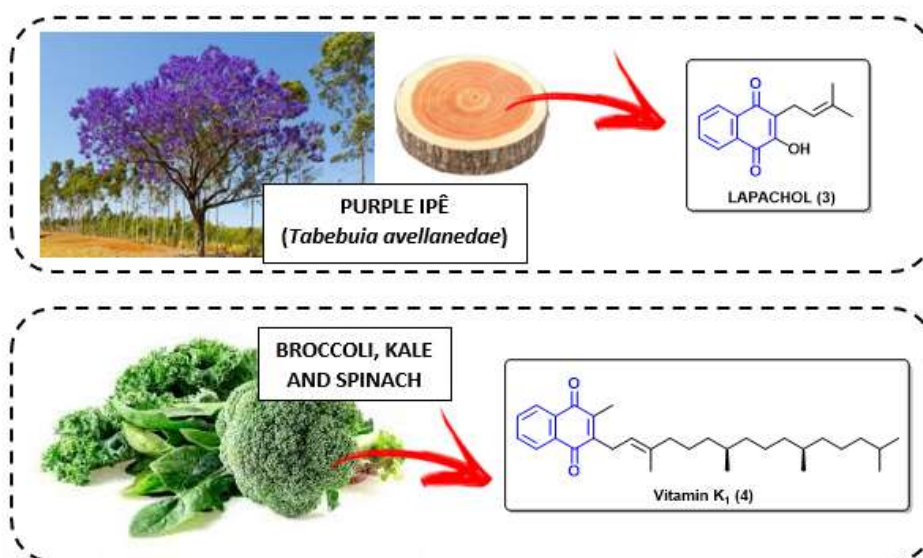 PURPLE IPÊ
(Tabebuia avellanedae)
O
OH
O
LAPACHOL (3)
BROCCOLI, KALE
AND SPINACH
O
O
Vitamin K₁ (4)